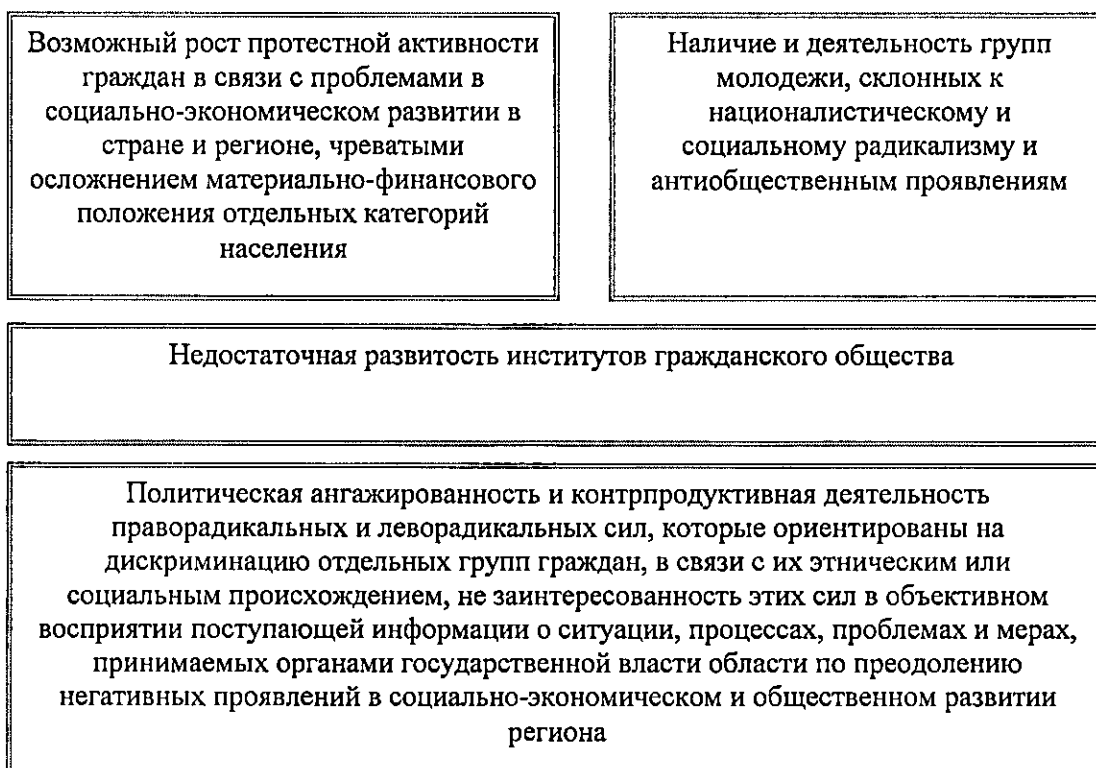 Возможный рост протестной активности
граждан в связи с проблемами в
социально-экономическом развитии в
стране и регионе, чреватыми
осложнением материально-финансового
положения отдельных категорий
населения
Наличие и деятельность групп
молодежи, склонных к
националистическому и
социальному радикализму и
антиобщественным проявлениям
Недостаточная развитость институтов гражданского общества
Политическая ангажированность и контрпродуктивная деятельность
праворадикальных и леворадикальных сил, которые ориентированы на
дискриминацию отдельных групп граждан, в связи с их этническим или
социальным происхождением, не заинтересованность этих сил в объективном
восприятии поступающей информации о ситуации, процессах, проблемах и мерах,
принимаемых органами государственной власти области по преодолению
негативных проявлений в социально-экономическом и общественном развитии
региона